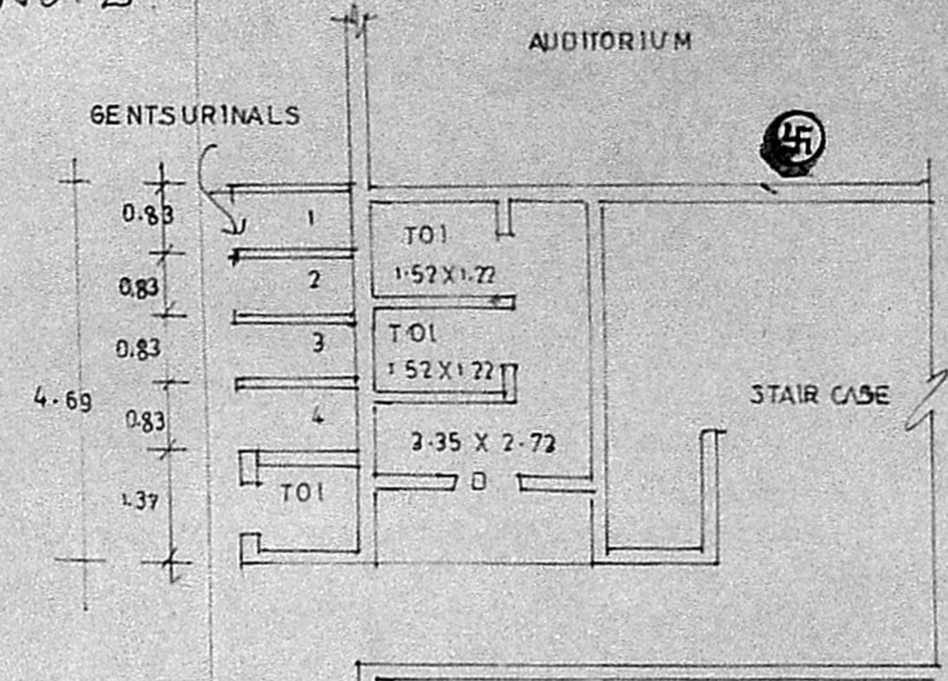 AUDITORIUM
GENTSURINALS
0.83
1
TOI
1.52X1.22
0.83
2
0.83
3
TOI
1.52X1.22
4.69
0.83
4
STAIR CASE
3.35 X 2.73
1.37
TOI
D